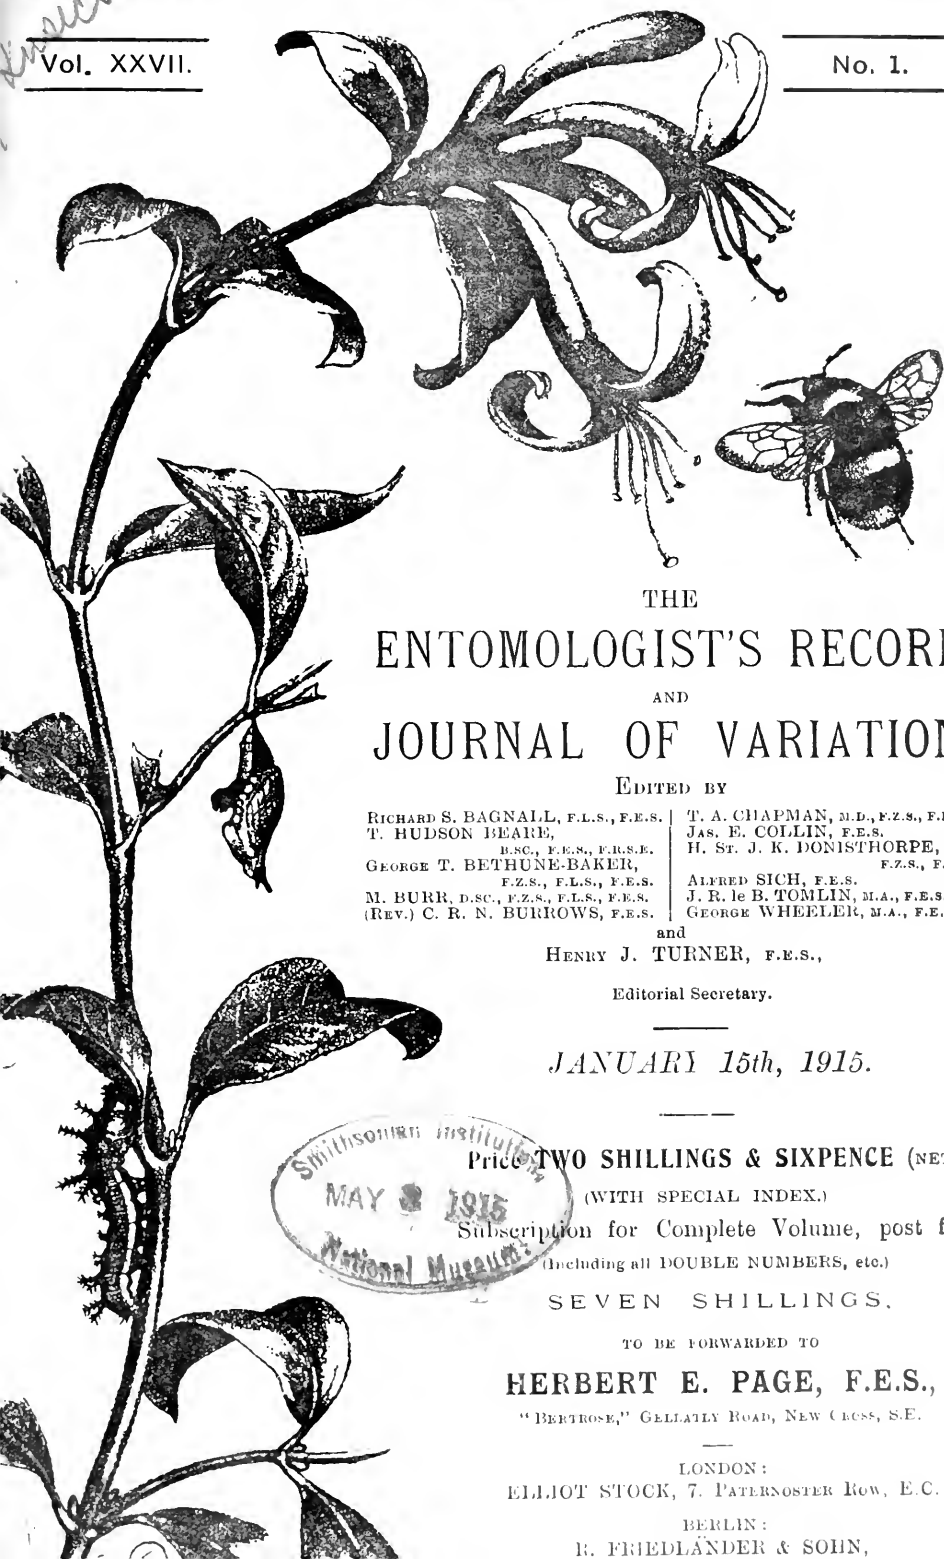 Vol. XXVII.
No. 1.
THE
ENTOMOLOGIST'S RECOR
AND
JOURNAL OF VARIATION
EDITED BY
RICHARD S. BAGNALL, F.L.S., F.E.S.
T. HUDSON BEARE,
B.SC., F.E.S., F.R.S.E.
GEORGE T. BETHUNE-BAKER,
F.Z.S., F.L.S., F.E.S.
M. BURR, D.SC., F.Z.S., F.L.S., F.E.S.
(REV.) C. R. N. BURROWS, F.E.S.
T. A. CHAPMAN, M.D., F.Z.S., F.
JAS. E. COLLIN, F.E.S.
H. ST. J. K. DONISTHORPE,
F.Z.S., F.
ALFRED SICH, F.E.S.
J. R. le B. TOMLIN, M.A., F.E.S.
GEORGE WHEELER, M.A., F.E.
and
HENRY J. TURNER, F.E.S.,
Editorial Secretary.
JANUARY 15th, 1915.
Smithsonian Institution,
MAY 1915
National Museum
Price TWO SHILLINGS & SIXPENCE (NET
(WITH SPECIAL INDEX.)
Subscription for Complete Volume, post f
(Including all DOUBLE NUMBERS, etc.)
SEVEN SHILLINGS,
TO BE FORWARDED TO
HERBERT E. PAGE, F.E.S.,
"BERTROSE," GELLATLY ROAD, NEW CROSS, S.E.
LONDON:
ELLIOT STOCK, 7. PATERNOSTER ROW, E.C.
BERLIN:
R. FRIEDLÄNDER & SOHN,